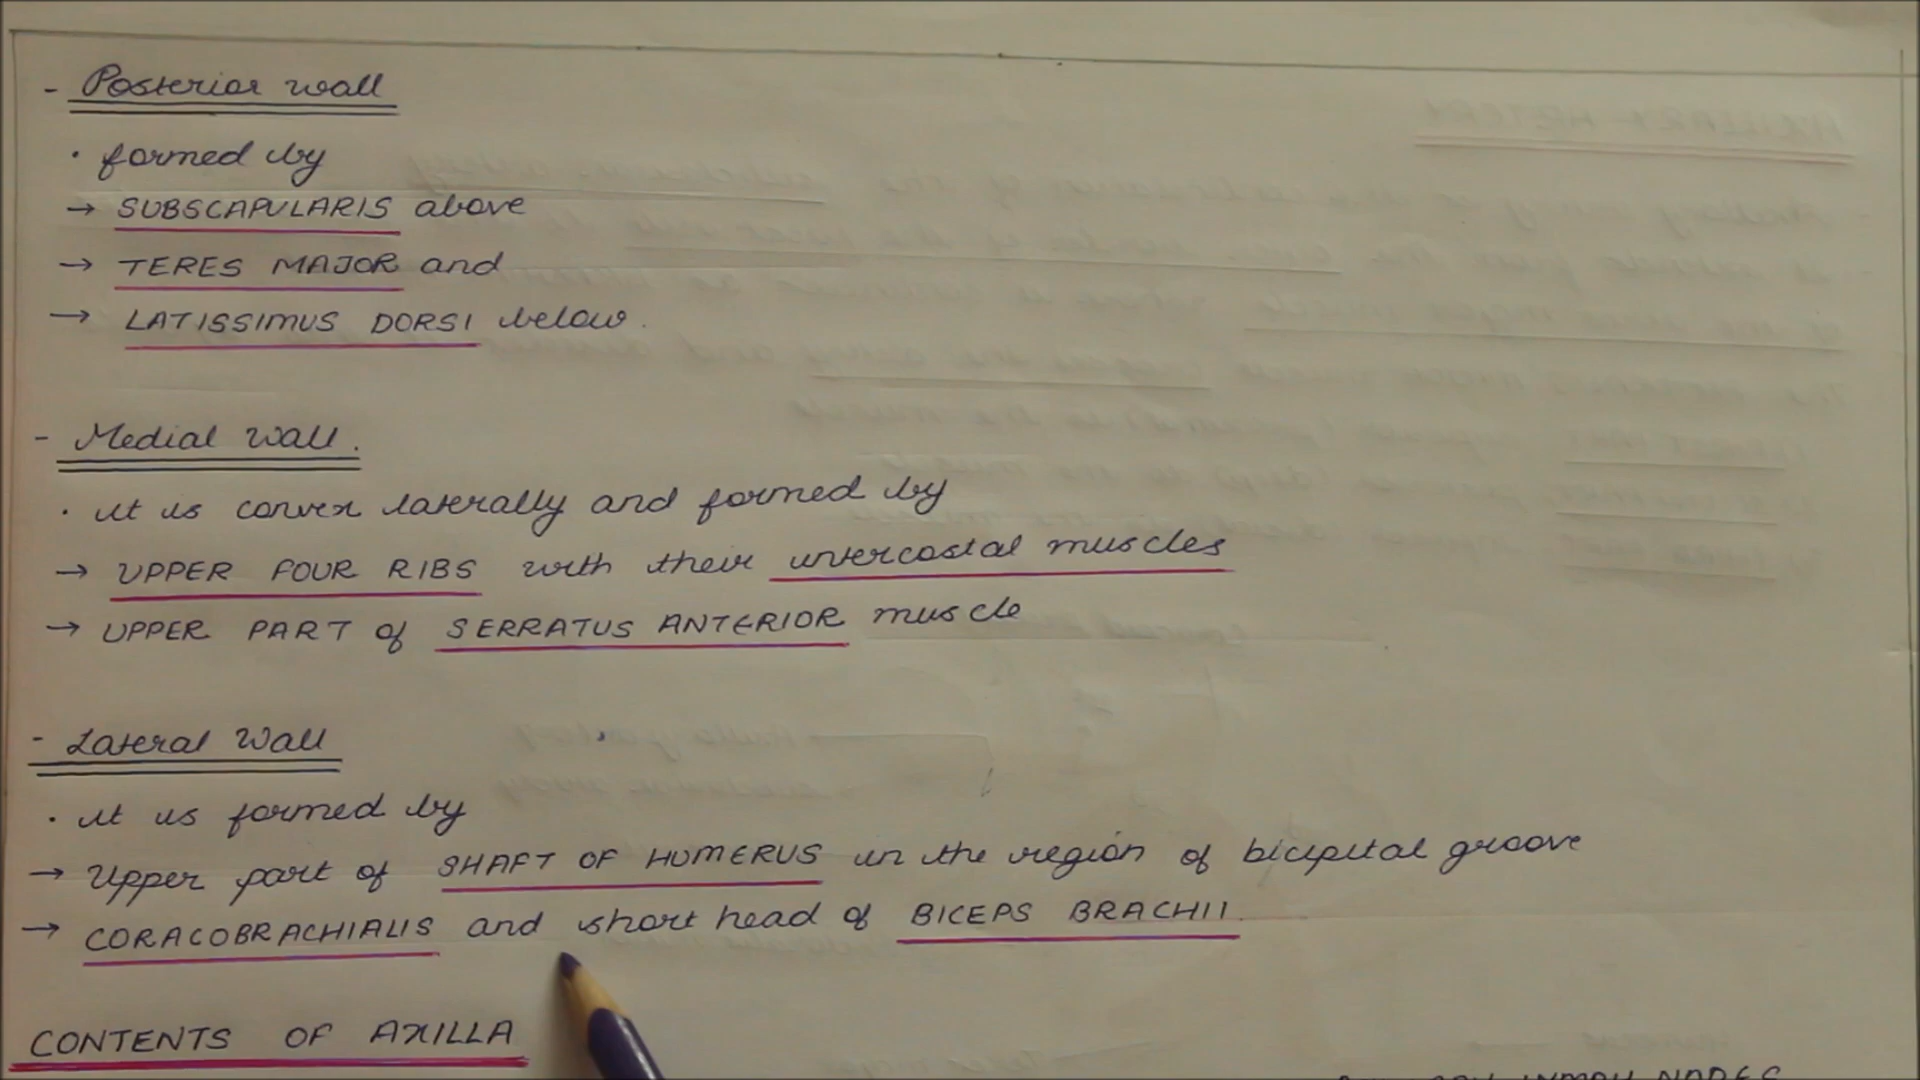 - Posterior wall
· formed by
→ SUBSCAPULARIS above
→ TERES MAJOR and
→ LATISSIMUS DORSI below.
- Medial wall.
· it is convex laterally and formed by
→ UPPER FOUR RIBS with their intercostal muscles
→ UPPER PART of SERRATUS ANTERIOR muscle
- Lateral Wall
· it is formed by
→ Upper part of SHAFT OF HUMERUS in the region of bicipital groove
→ CORACOBRACHIALIS and short head of BICEPS BRACHII.
CONTENTS OF AXILLA
LYMPH NODES